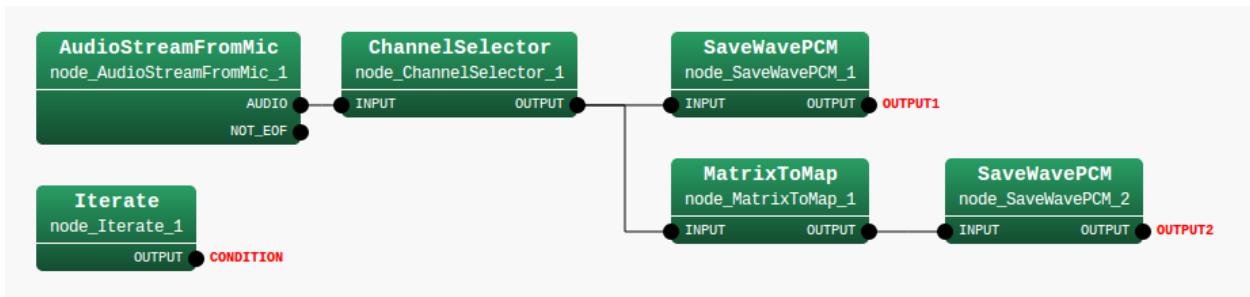 AudioStreamFromMic
node_AudioStreamFromMic_1
AUDIO
NOT_EOF
ChannelSelector
node_ChannelSelector_1
INPUT OUTPUT
SaveWavePCM
node_SaveWavePCM_1
INPUT OUTPUT OUTPUT1
MatrixToMap
node_MatrixToMap_1
INPUT OUTPUT
SaveWavePCM
node_SaveWavePCM_2
INPUT OUTPUT OUTPUT2
Iterate
node_Iterate_1
OUTPUT CONDITION